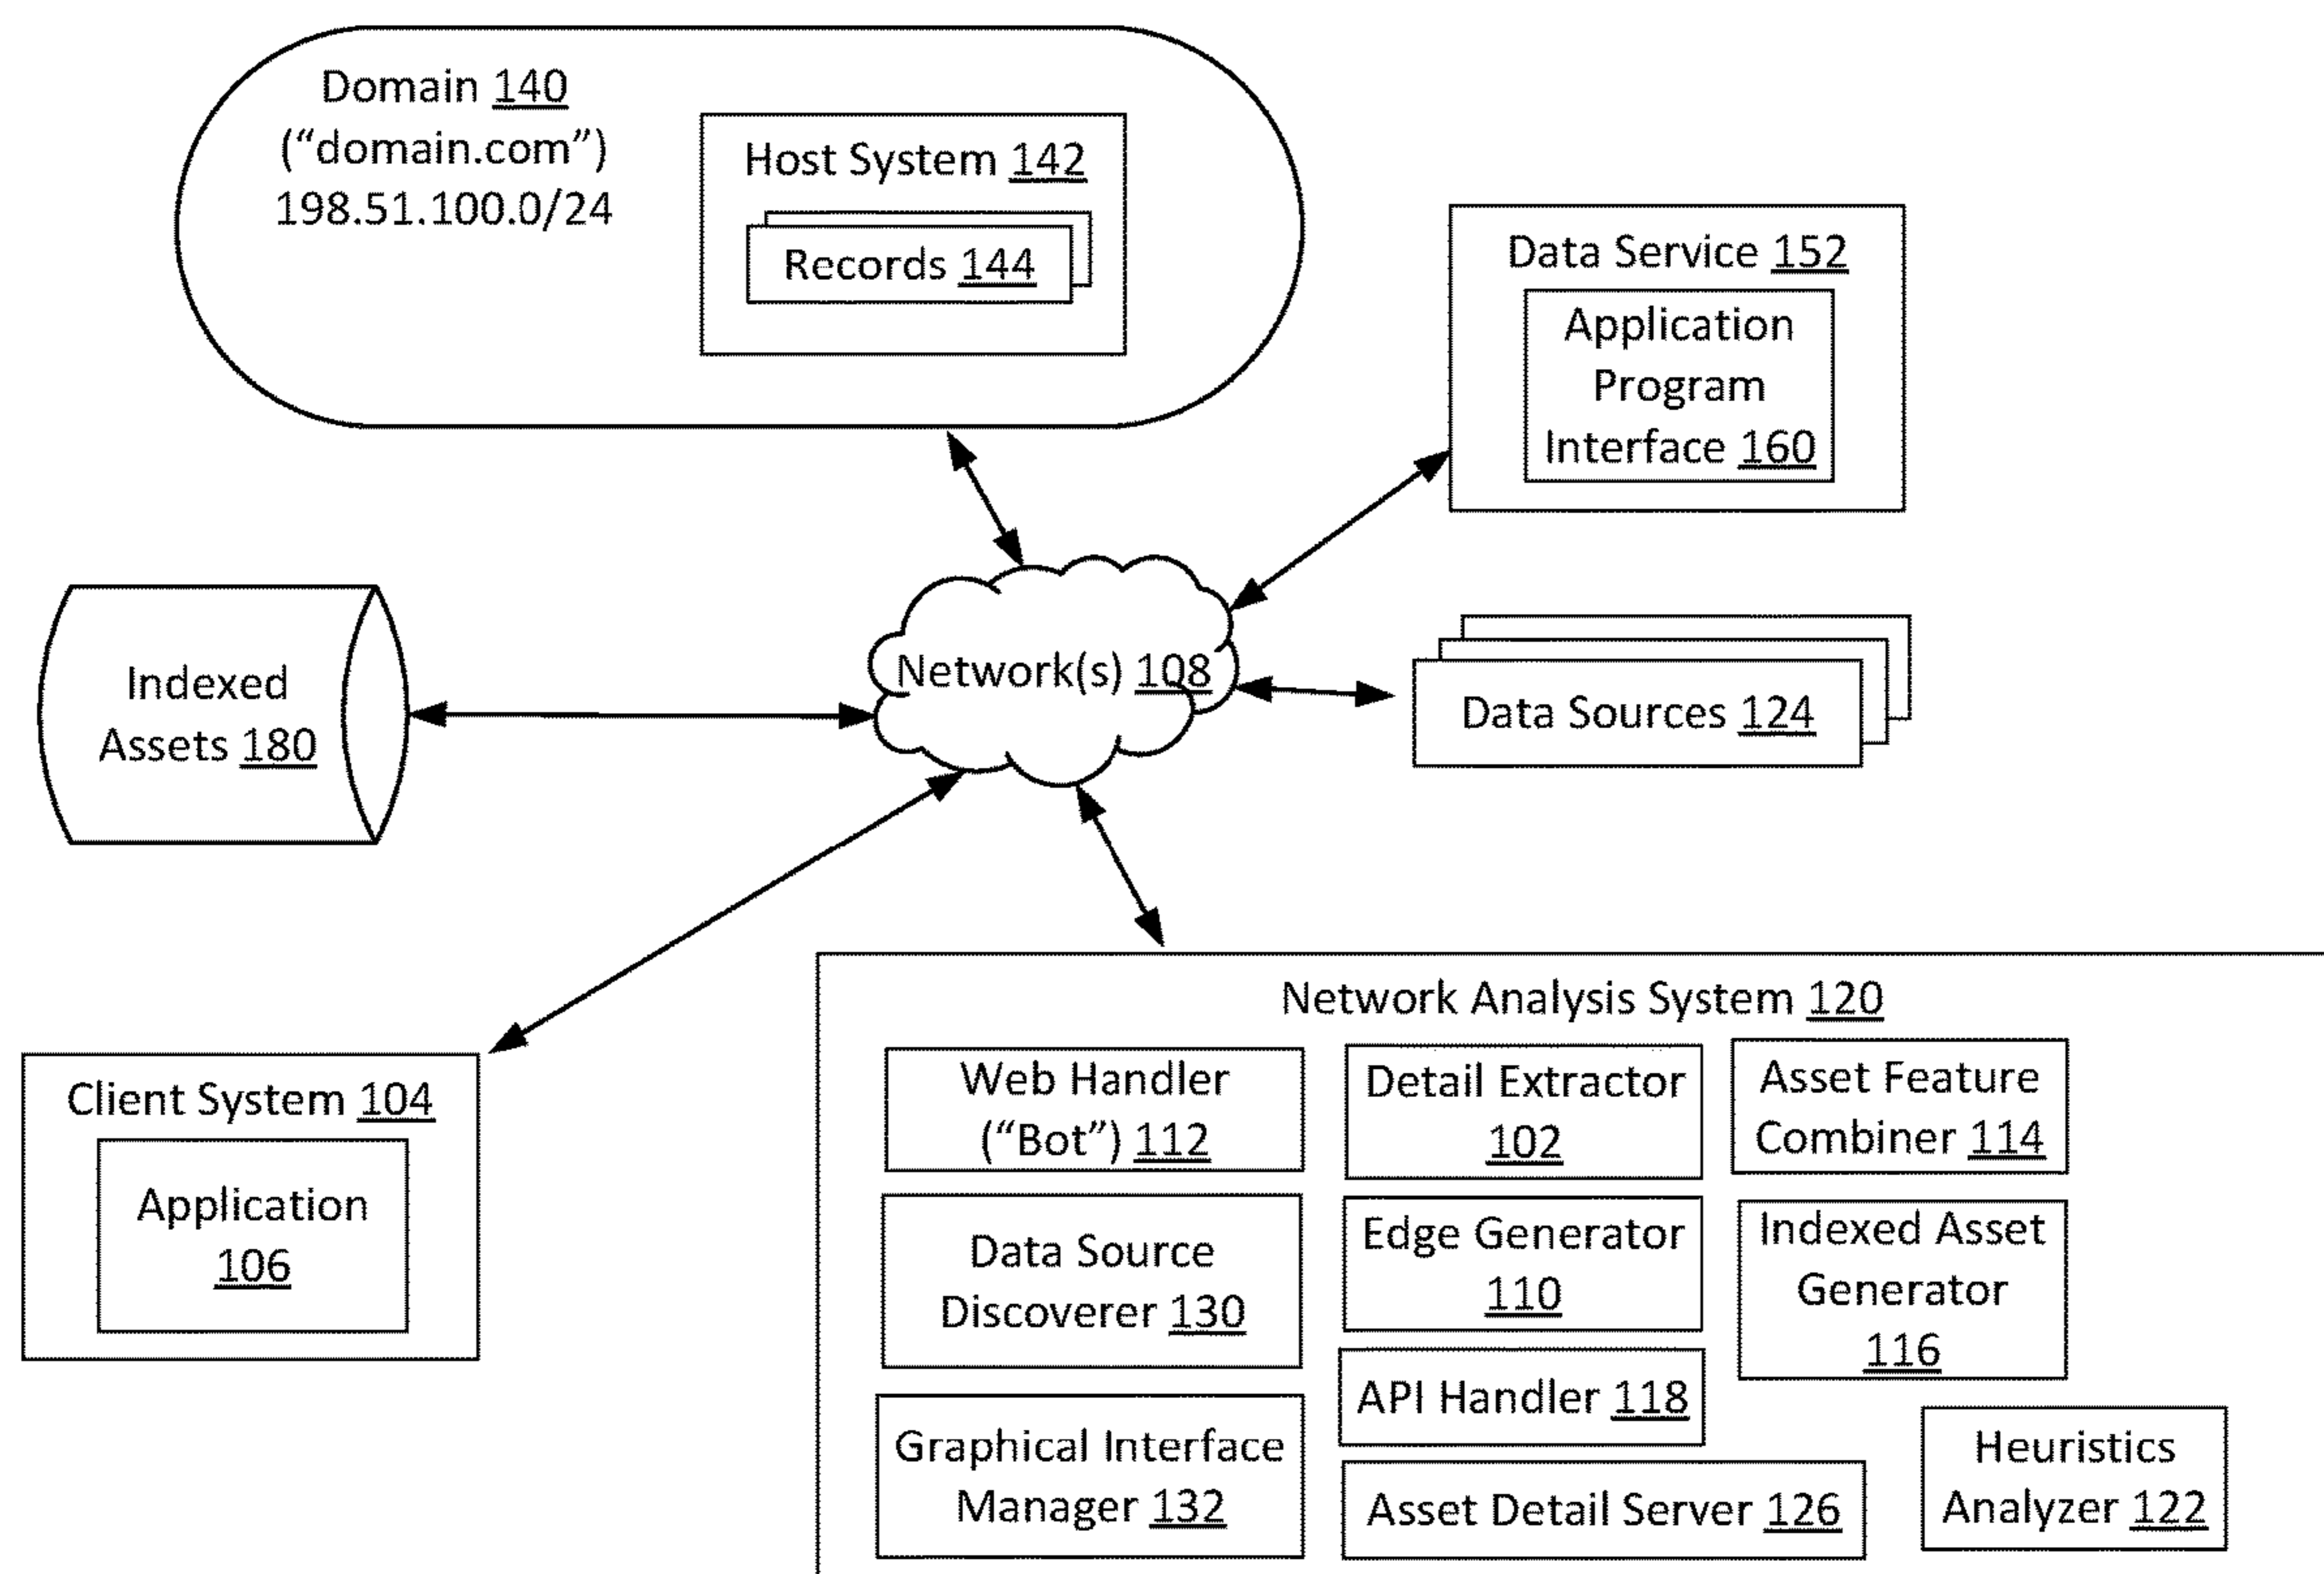 Domain 140
(“domain.com”)
198.51.100.0/24
Host System 142
Records 144
Data Service 152
Application
Program
Interface 160
Network(s) 108
Data Sources 124
Indexed
Assets 180
Client System 104
Application
106
Network Analysis System 120
Web Handler
(“Bot”) 112
Detail Extractor
102
Asset Feature
Combiner 114
Data Source
Discoverer 130
Edge Generator
110
Indexed Asset
Generator
116
API Handler 118
Graphical Interface
Manager 132
Asset Detail Server 126
Heuristics
Analyzer 122